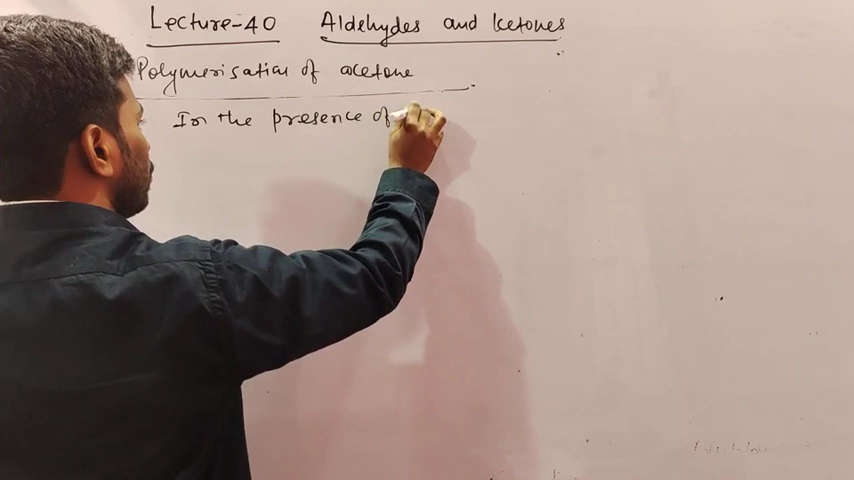 Lecture-40 Aldehydes and Ketones
Polymerisation of acetone
In the presence of